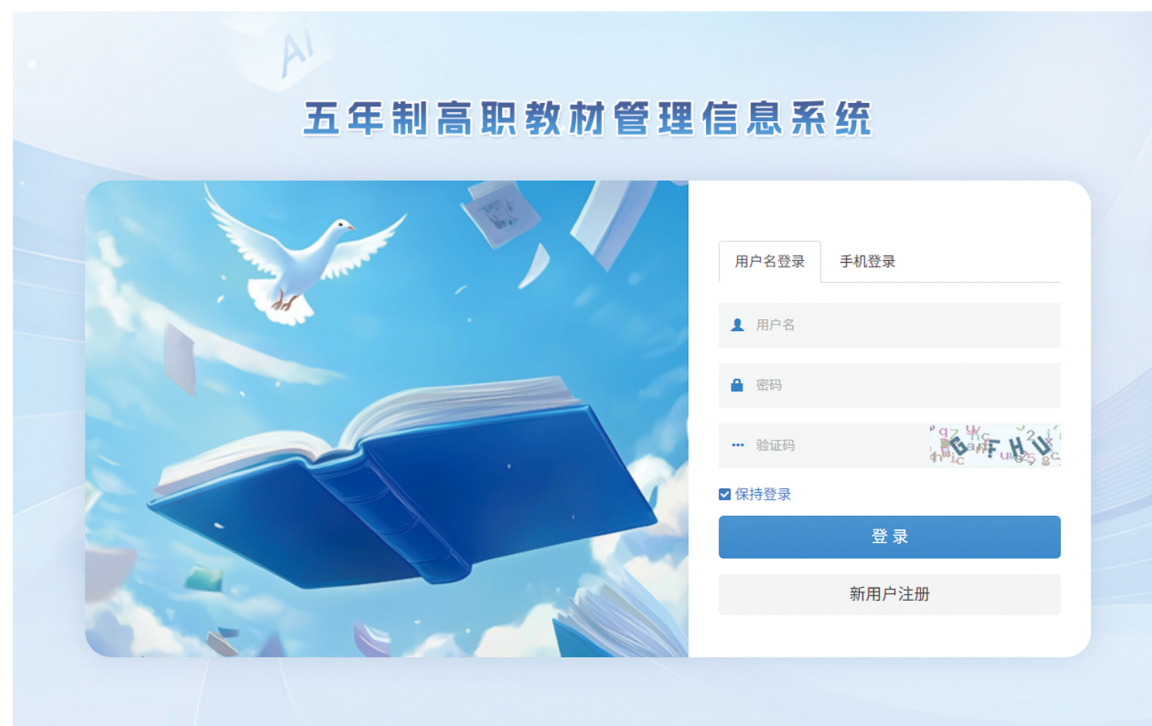 AI
五年制高职教材管理信息系统
用户名登录 手机登录
用户名
密码
验证码 GFHU
保持登录
登 录
新用户注册